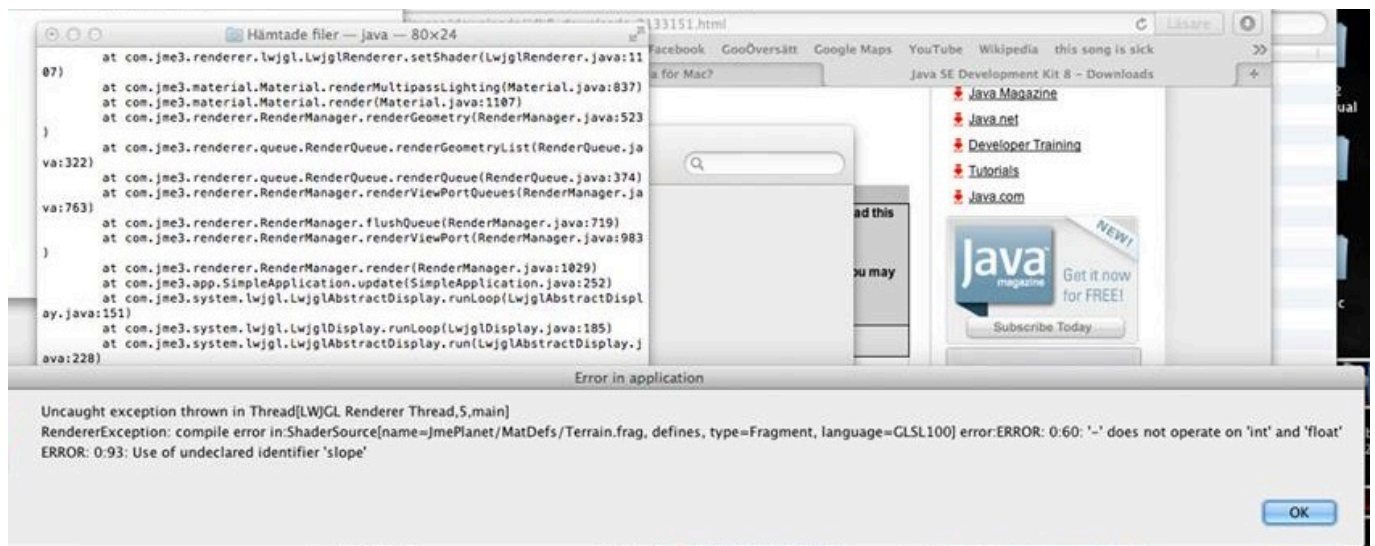 Hämtade filer — java — 80×24
at com.jme3.renderer.lwjgl.LwjglRenderer.setShader(LwjglRenderer.java:11
07)
at com.jme3.material.Material.renderMultipassLighting(Material.java:837)
at com.jme3.material.Material.render(Material.java:1107)
at com.jme3.renderer.RenderManager.renderGeometry(RenderManager.java:523
)
at com.jme3.renderer.queue.RenderQueue.renderGeometryList(RenderQueue.ja
va:322)
at com.jme3.renderer.queue.RenderQueue.renderQueue(RenderQueue.java:374)
at com.jme3.renderer.RenderManager.renderViewPortQueues(RenderManager.ja
va:763)
at com.jme3.renderer.RenderManager.flushQueue(RenderManager.java:719)
at com.jme3.renderer.RenderManager.renderViewPort(RenderManager.java:983
)
at com.jme3.renderer.RenderManager.render(RenderManager.java:1029)
at com.jme3.app.SimpleApplication.update(SimpleApplication.java:252)
at com.jme3.system.lwjgl.LwjglAbstractDisplay.runLoop(LwjglAbstractDispl
ay.java:151)
at com.jme3.system.lwjgl.LwjglDisplay.runLoop(LwjglDisplay.java:185)
at com.jme3.system.lwjgl.LwjglAbstractDisplay.run(LwjglAbstractDisplay.j
ava:228)
133151.html
Läsare
Facebook GooÖversätt Google Maps YouTube Wikipedia this song is sick
a för Mac?
Java SE Development Kit 8 – Downloads
ad this
ou may
Java Magazine
Java.net
Developer Training
Tutorials
Java.com
NEW!
Java
magazine
Get it now
for FREE!
Subscribe Today
ual
Error in application
Uncaught exception thrown in Thread[LWJGL Renderer Thread,5,main]
RendererException: compile error in:ShaderSource[name=JmePlanet/MatDefs/Terrain.frag, defines, type=Fragment, language=GLSL100] error:ERROR: 0:60: '-' does not operate on 'int' and 'float'
ERROR: 0:93: Use of undeclared identifier 'slope'
OK